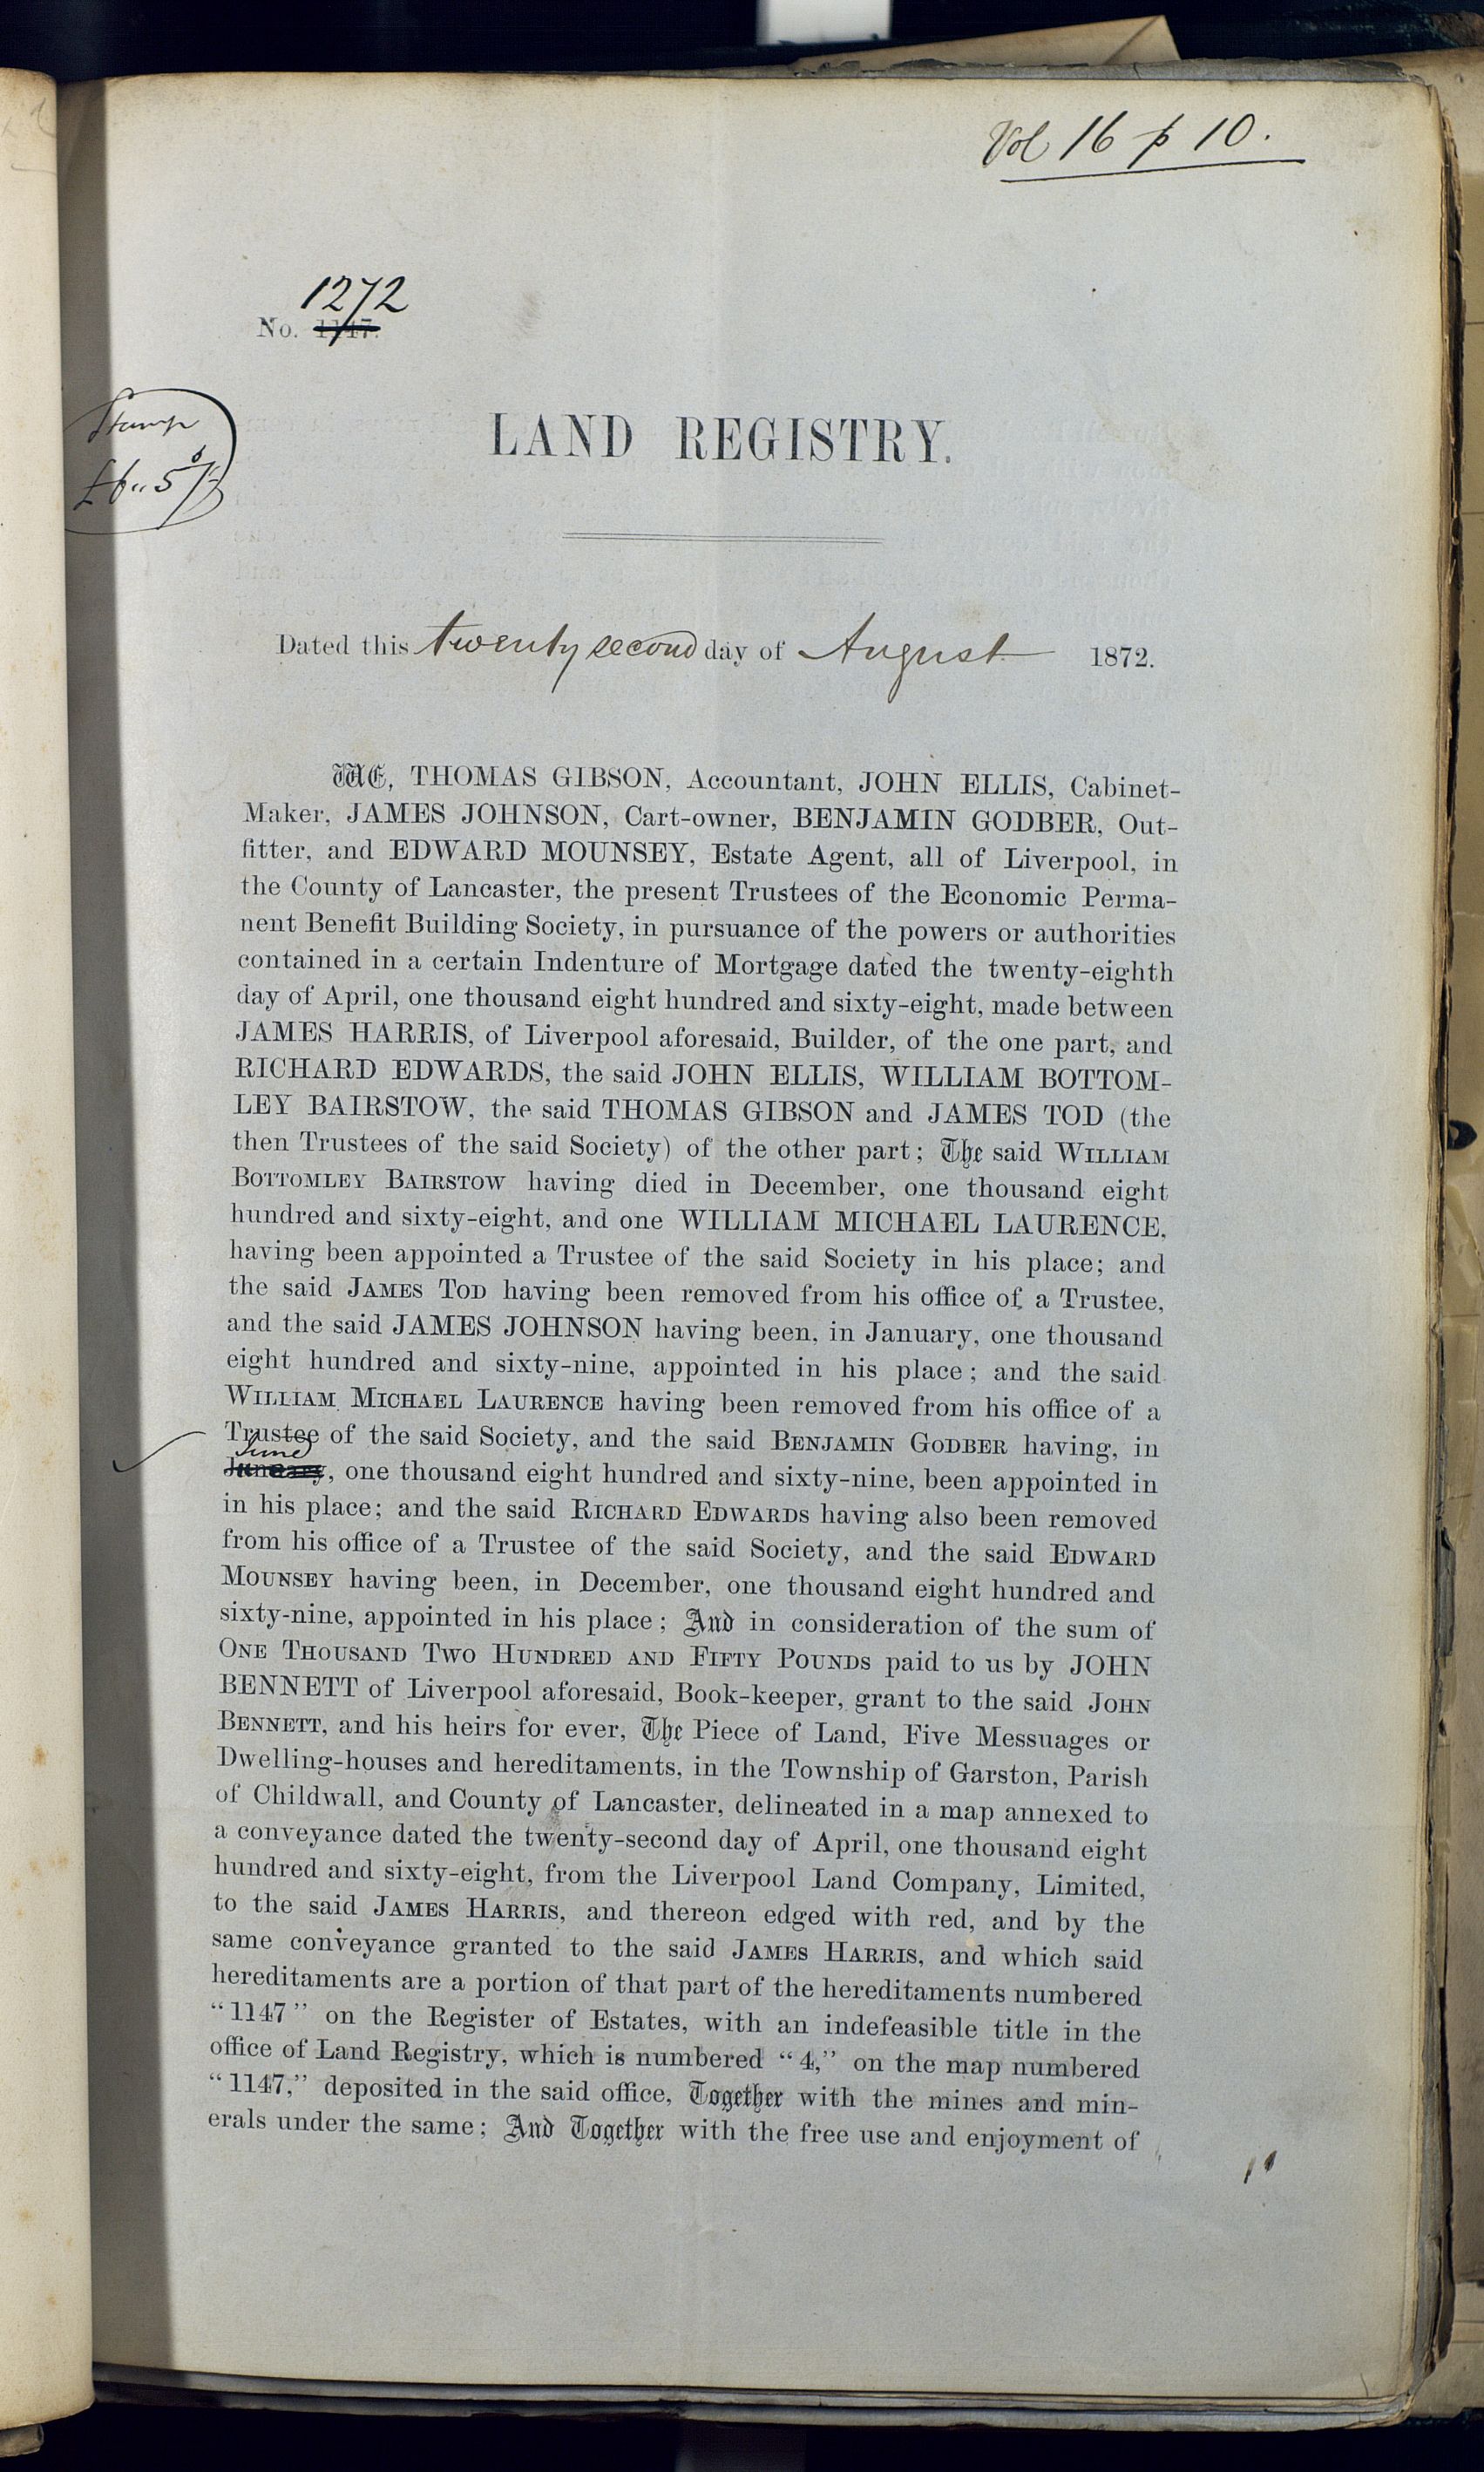 Vol 16 p 10.
1272
No. 1147.
Stamp
£6 " 5
LAND REGISTRY.
Dated this twenty second day of August 1872.
WE, THOMAS GIBSON, Accountant, JOHN ELLIS, Cabinet-
Maker, JAMES JOHNSON, Cart-owner, BENJAMIN GODBER, Out-
fitter, and EDWARD MOUNSEY, Estate Agent, all of Liverpool, in
the County of Lancaster, the present Trustees of the Economic Perma-
nent Benefit Building Society, in pursuance of the powers or authorities
contained in a certain Indenture of Mortgage dated the twenty-eighth
day of April, one thousand eight hundred and sixty-eight, made between
JAMES HARRIS, of Liverpool aforesaid, Builder, of the one part, and
RICHARD EDWARDS, the said JOHN ELLIS, WILLIAM BOTTOM-
LEY BAIRSTOW, the said THOMAS GIBSON and JAMES TOD (the
then Trustees of the said Society) of the other part; The said WILLIAM
BOTTOMLEY BAIRSTOW having died in December, one thousand eight
hundred and sixty-eight, and one WILLIAM MICHAEL LAURENCE,
having been appointed a Trustee of the said Society in his place; and
the said JAMES TOD having been removed from his office of a Trustee,
and the said JAMES JOHNSON having been, in January, one thousand
eight hundred and sixty-nine, appointed in his place; and the said
WILLIAM MICHAEL LAURENCE having been removed from his office of a
Trustee of the said Society, and the said BENJAMIN GODBER having, in
June
January, one thousand eight hundred and sixty-nine, been appointed in
in his place; and the said RICHARD EDWARDS having also been removed
from his office of a Trustee of the said Society, and the said EDWARD
MOUNSEY having been, in December, one thousand eight hundred and
sixty-nine, appointed in his place; And in consideration of the sum of
ONE THOUSAND TWO HUNDRED AND FIFTY POUNDS paid to us by JOHN
BENNETT of Liverpool aforesaid, Book-keeper, grant to the said JOHN
BENNETT, and his heirs for ever, The Piece of Land, Five Messuages or
Dwelling-houses and hereditaments, in the Township of Garston, Parish
of Childwall, and County of Lancaster, delineated in a map annexed to
a conveyance dated the twenty-second day of April, one thousand eight
hundred and sixty-eight, from the Liverpool Land Company, Limited,
to the said JAMES HARRIS, and thereon edged with red, and by the
same conveyance granted to the said JAMES HARRIS, and which said
hereditaments are a portion of that part of the hereditaments numbered
"1147" on the Register of Estates, with an indefeasible title in the
office of Land Registry, which is numbered "4," on the map numbered
"1147," deposited in the said office, Together with the mines and min-
erals under the same; And Together with the free use and enjoyment of